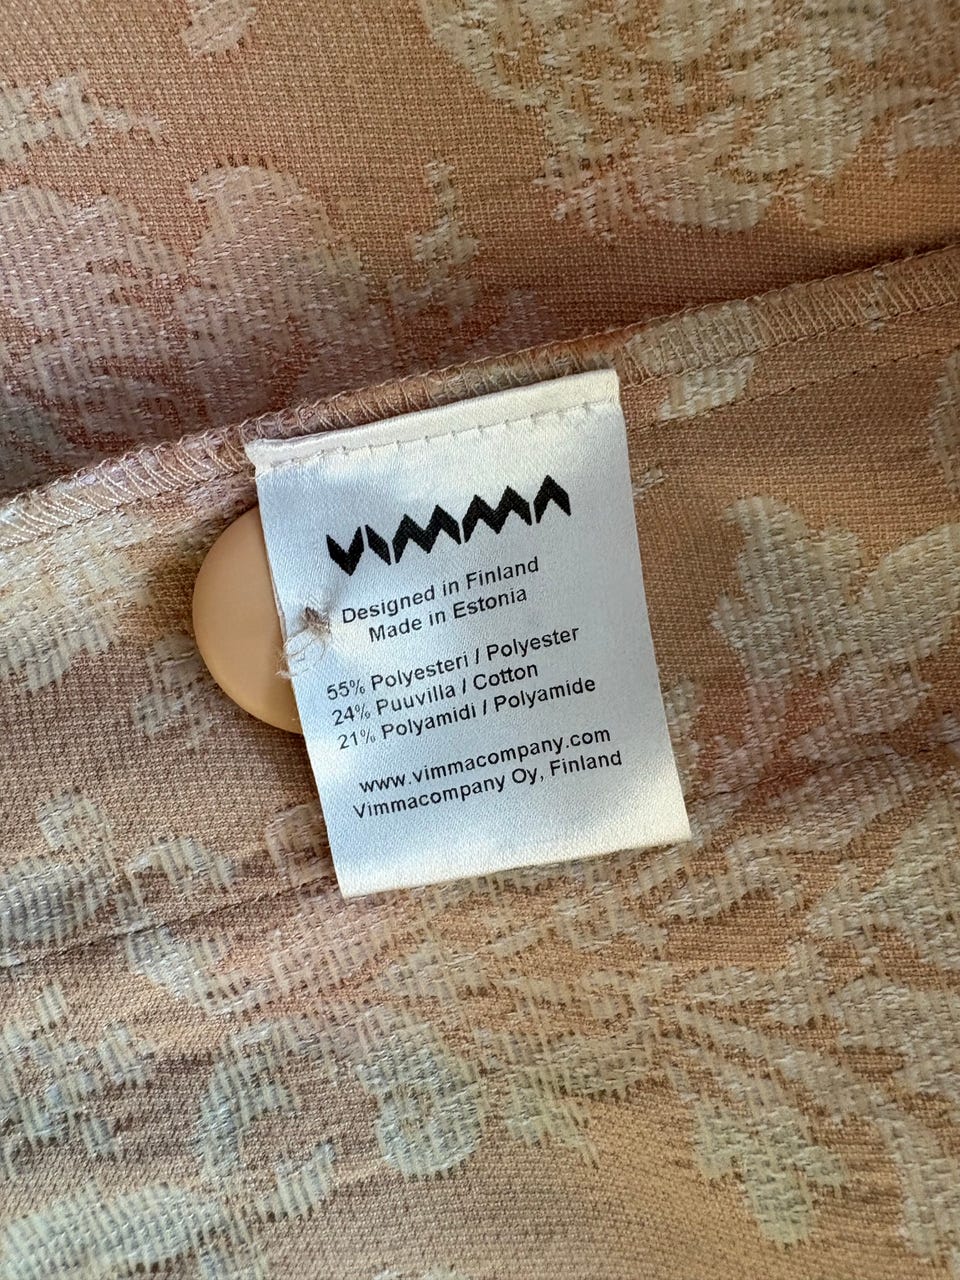 VIMMA
Designed in Finland
Made in Estonia
55% Polyesteri / Polyester
24% Puuvilla / Cotton
21% Polyamidi / Polyamide
www.vimmacompany.com
Vimmacompany Oy, Finland